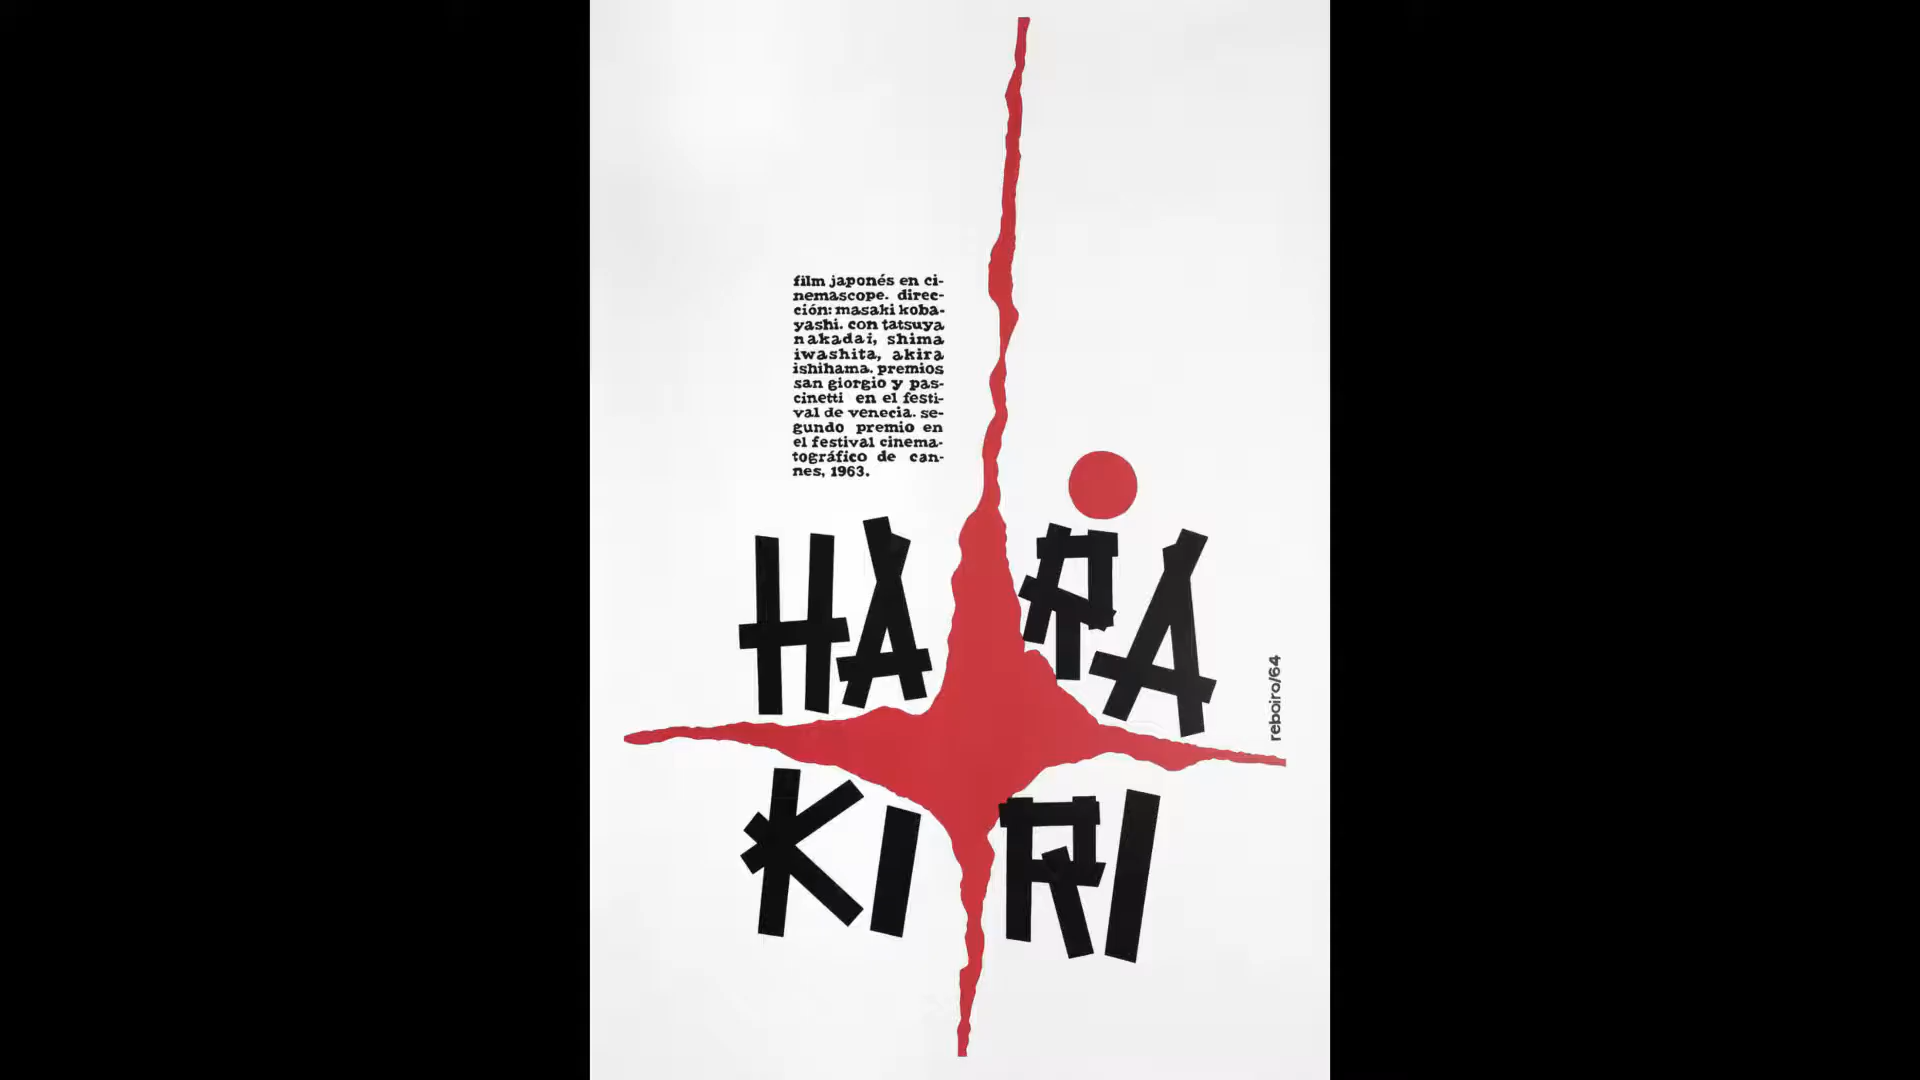 film japonés en ci-
nemascope. direc-
ción: masaki koba-
yashi. con tatsuya
nakadai, shima
iwashita, akira
ishihama. premios
san giorgio y pas-
cinetti en el festi-
val de venecia. se-
gundo premio en
el festival cinema-
tográfico de can-
nes, 1963.
HARA
KIRI
reboiro/64